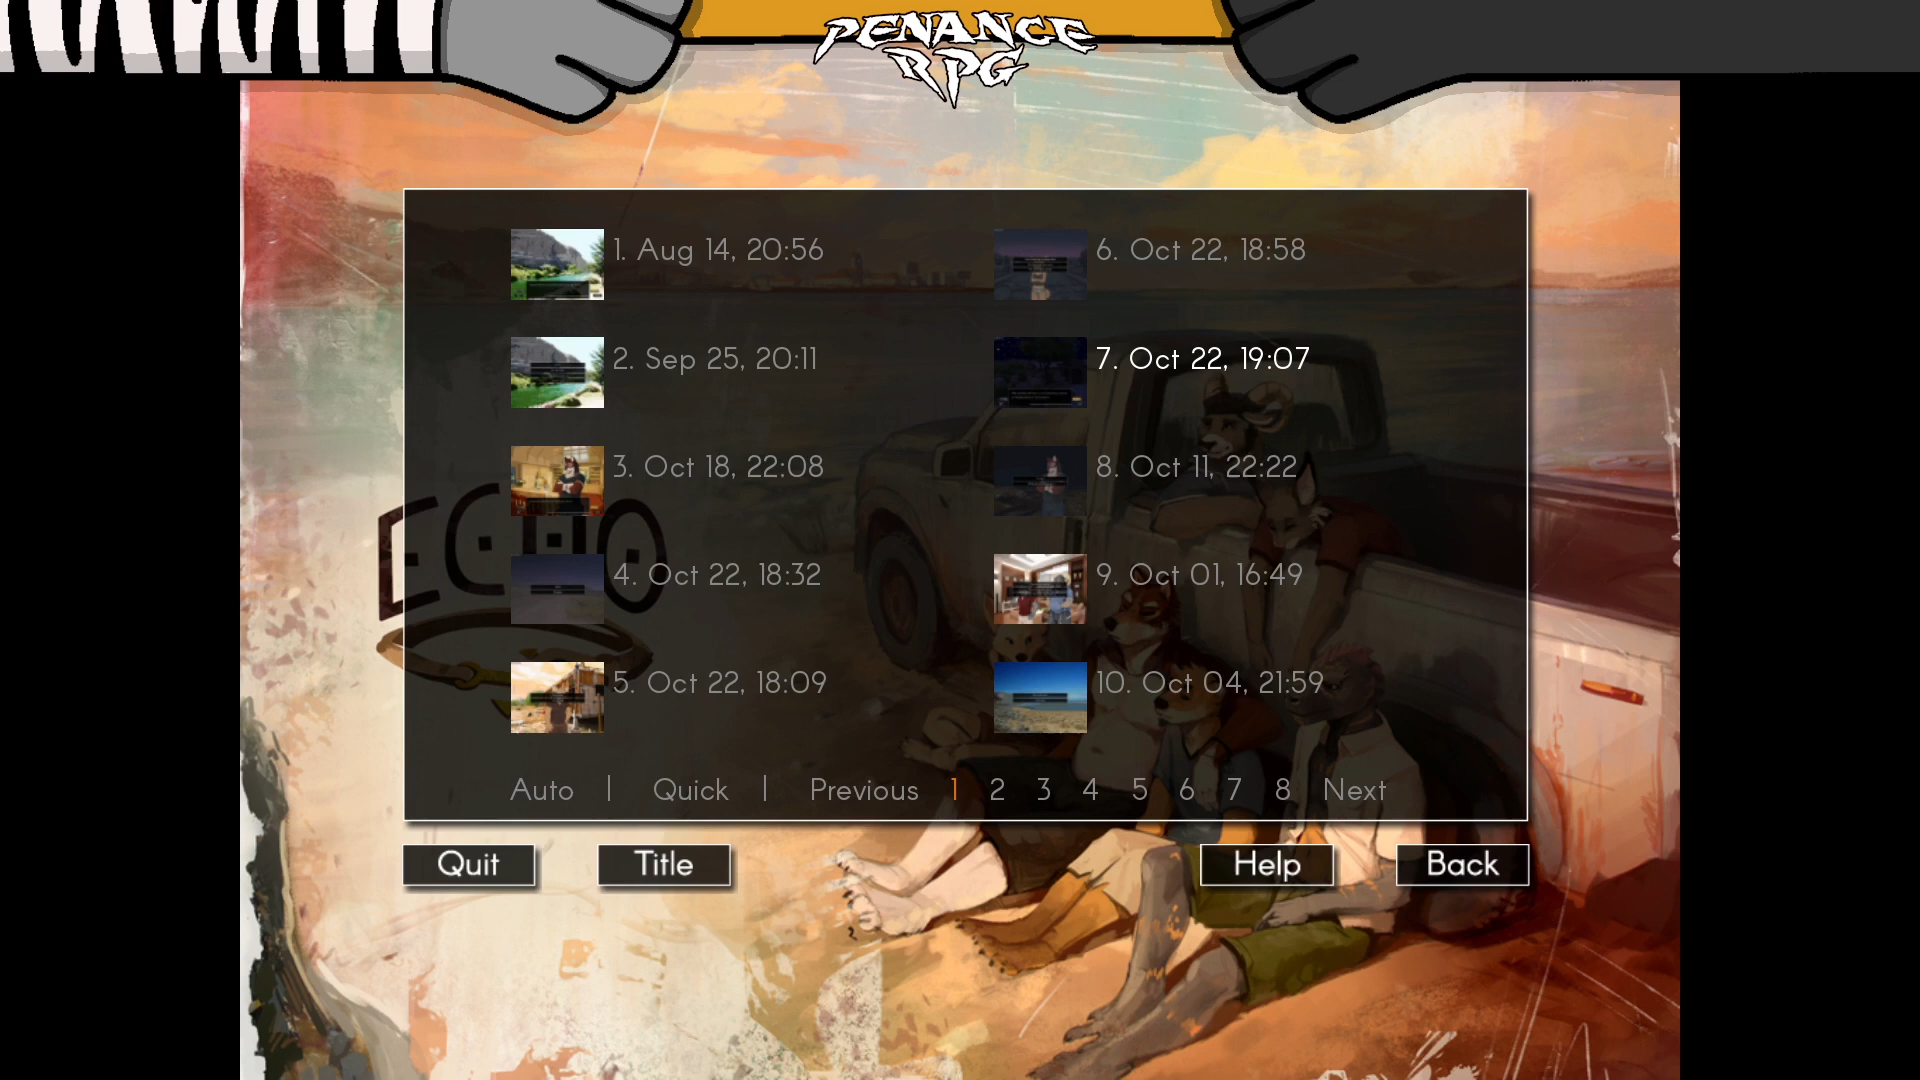 PENANCE
RPG
1. Aug 14, 20:56
2. Sep 25, 20:11
3. Oct 18, 22:08
4. Oct 22, 18:32
5. Oct 22, 18:09
6. Oct 22, 18:58
7. Oct 22, 19:07
8. Oct 11, 22:22
9. Oct 01, 16:49
10. Oct 04, 21:59
ECHO
Auto | Quick | Previous 1 2 3 4 5 6 7 8 Next
Quit Title Help Back